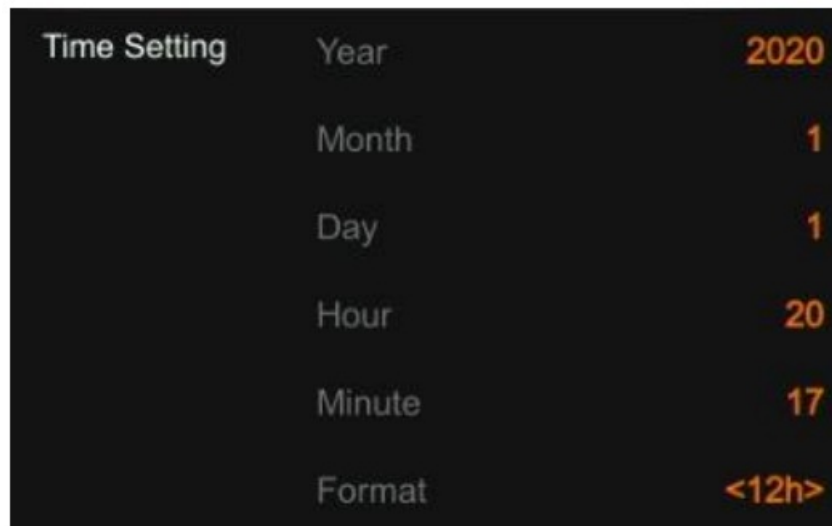 Time Setting Year 2020
Month 1
Day 1
Hour 20
Minute 17
Format <12h>